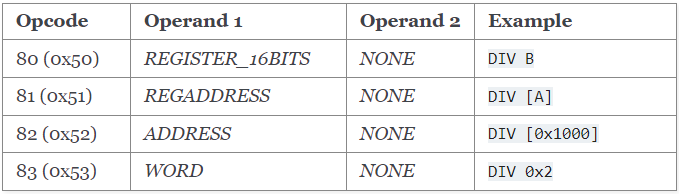 Opcode Operand 1 Operand 2 Example
80 (0x50) REGISTER_16BITS NONE DIV B
81 (0x51) REGADDRESS NONE DIV [A]
82 (0x52) ADDRESS NONE DIV [0x1000]
83 (0x53) WORD NONE DIV 0x2